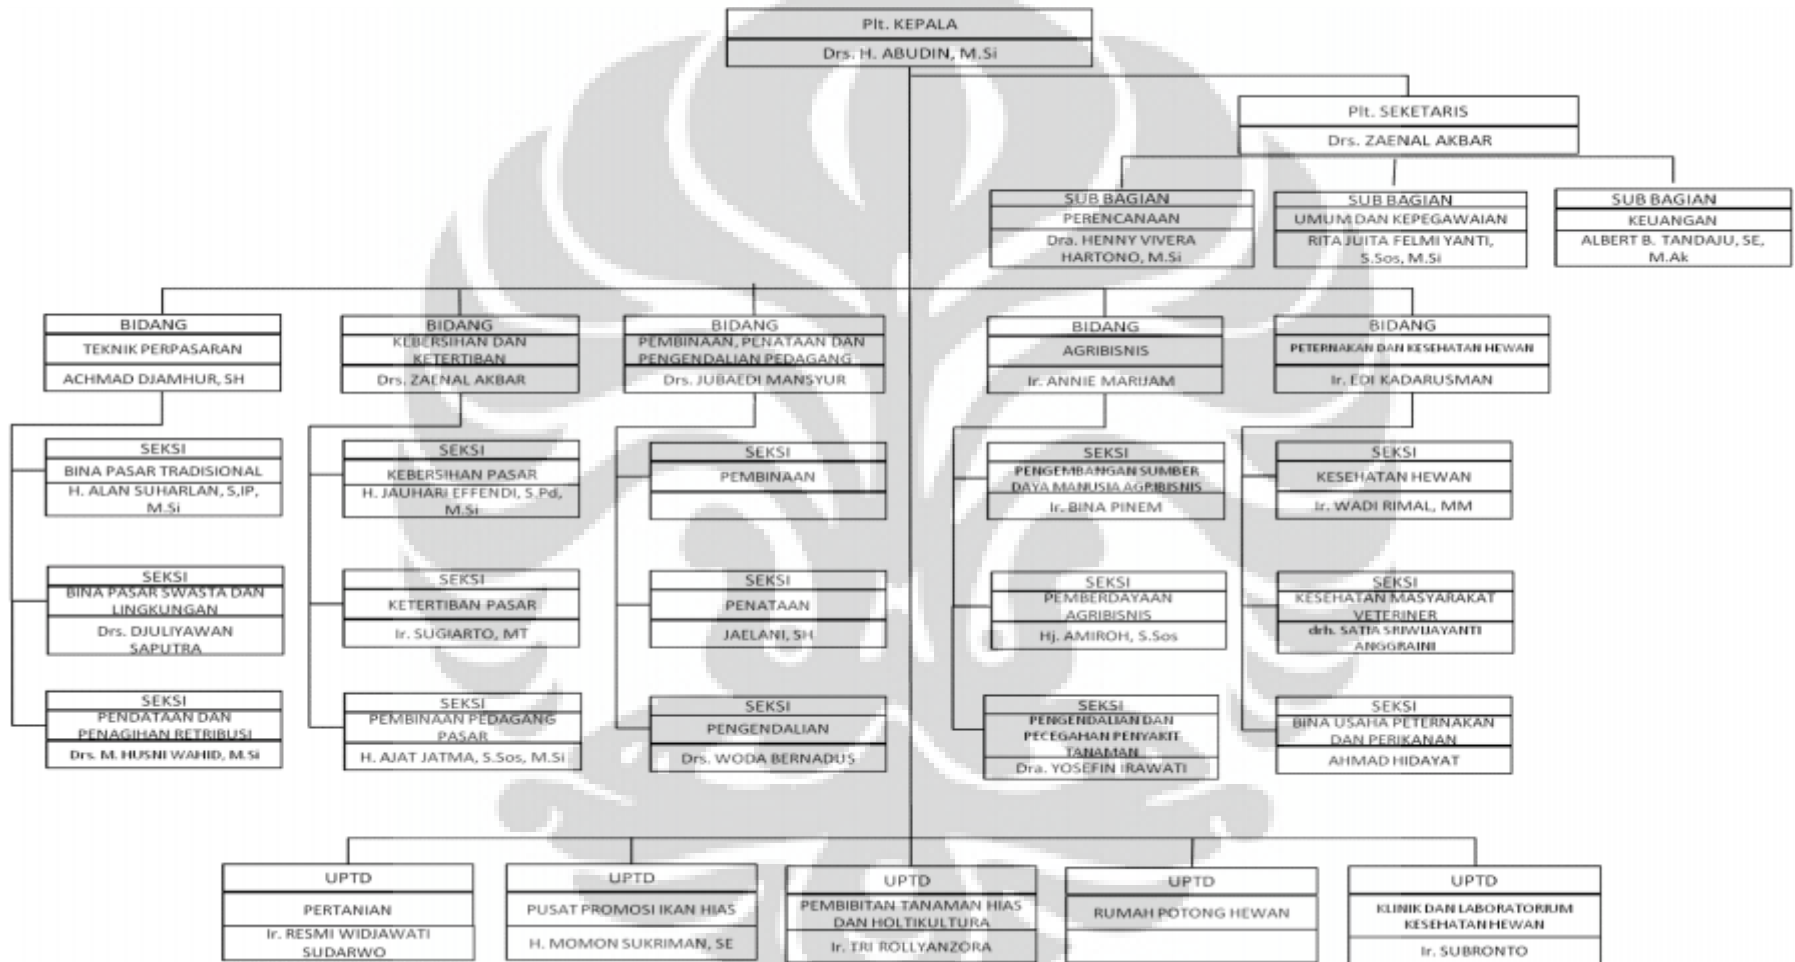 Plt. KEPALA
Drs. H. ABUDIN, M.Si
Plt. SEKETARIS
Drs. ZAENAL AKBAR
SUB BAGIAN
PERENCANAAN
Dra. HENNY VIVERA
HARTONO, M.Si
SUB BAGIAN
UMUM DAN KEPEGAWAIAN
RITA JUITA FELMI YANTI,
S.Sos, M.Si
SUB BAGIAN
KEUANGAN
ALBERT B. TANDAJU, SE,
M.Ak
BIDANG
TEKNIK PERPASARAN
ACHMAD DJAMHUR, SH
BIDANG
KEBERSIHAN DAN
KETERTIBAN
Drs. ZAENAL AKBAR
BIDANG
PEMBINAAN, PENATAAN DAN
PENGENDALIAN PEDAGANG
Drs. JUBAEDI MANSYUR
BIDANG
AGRIBISNIS
Ir. ANNIE MARIJAM
BIDANG
PETERNAKAN DAN KESEHATAN HEWAN
Ir. EDI KADARUSMAN
SEKSI
BINA PASAR TRADISIONAL
H. ALAN SUHARLAN, S,IP,
M.Si
SEKSI
KEBERSIHAN PASAR
H. JAUHARI EFFENDI, S.Pd,
M.Si
SEKSI
PEMBINAAN
SEKSI
PENGEMBANGAN SUMBER
DAYA MANUSIA AGRIBISNIS
Ir. BINA PINEM
SEKSI
KESEHATAN HEWAN
Ir. WADI RIMAL, MM
SEKSI
BINA PASAR SWASTA DAN
LINGKUNGAN
Drs. DJULIYAWAN
SAPUTRA
SEKSI
KETERTIBAN PASAR
Ir. SUGIARTO, MT
SEKSI
PENATAAN
JAELANI, SH
SEKSI
PEMBERDAYAAN
AGRIBISNIS
Hj. AMIROH, S.Sos
SEKSI
KESEHATAN MASYARAKAT
VETERINER
drh. SATIA SRIWIJAYANTI
ANGGRAINI
SEKSI
PENDATAAN DAN
PENAGIHAN RETRIBUSI
Drs. M. HUSNI WAHID, M.Si
SEKSI
PEMBINAAN PEDAGANG
PASAR
H. AJAT JATMA, S.Sos, M.Si
SEKSI
PENGENDALIAN
Drs. WODA BERNADUS
SEKSI
PENGENDALIAN DAN
PECEGAHAN PENYAKIT
TANAMAN
Dra. YOSEFIN IRAWATI
SEKSI
BINA USAHA PETERNAKAN
DAN PERIKANAN
AHMAD HIDAYAT
UPTD
PERTANIAN
Ir. RESMI WIDJAWATI
SUDARWO
UPTD
PUSAT PROMOSI IKAN HIAS
H. MOMON SUKRIMAN, SE
UPTD
PEMBIBITAN TANAMAN HIAS
DAN HOLTIKULTURA
Ir. TRI ROLLYANZORA
UPTD
RUMAH POTONG HEWAN
UPTD
KLINIK DAN LABORATORIUM
KESEHATAN HEWAN
Ir. SUBRONTO